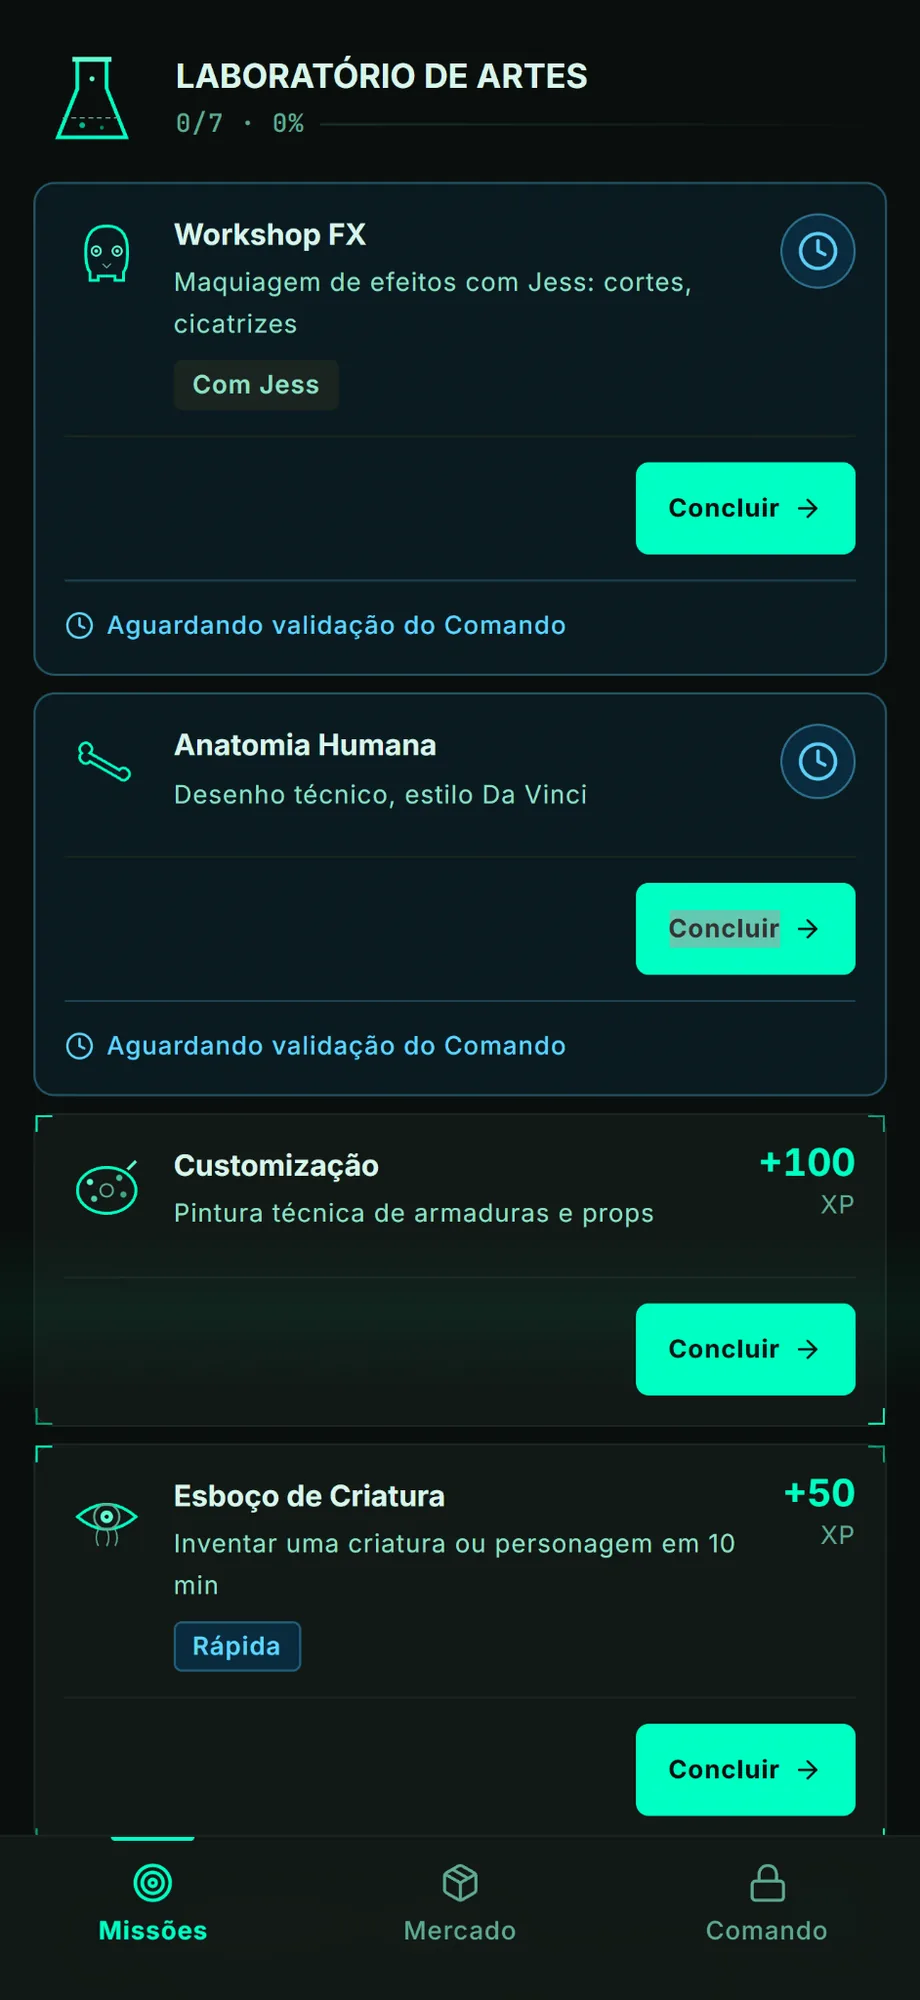 LABORATÓRIO DE ARTES
0/7 · 0%
Workshop FX
Maquiagem de efeitos com Jess: cortes,
cicatrizes
Com Jess
Concluir →
Aguardando validação do Comando
Anatomia Humana
Desenho técnico, estilo Da Vinci
Concluir →
Aguardando validação do Comando
Customização
+100
XP
Pintura técnica de armaduras e props
Concluir →
Esboço de Criatura
+50
XP
Inventar uma criatura ou personagem em 10
min
Rápida
Concluir →
Missões
Mercado
Comando